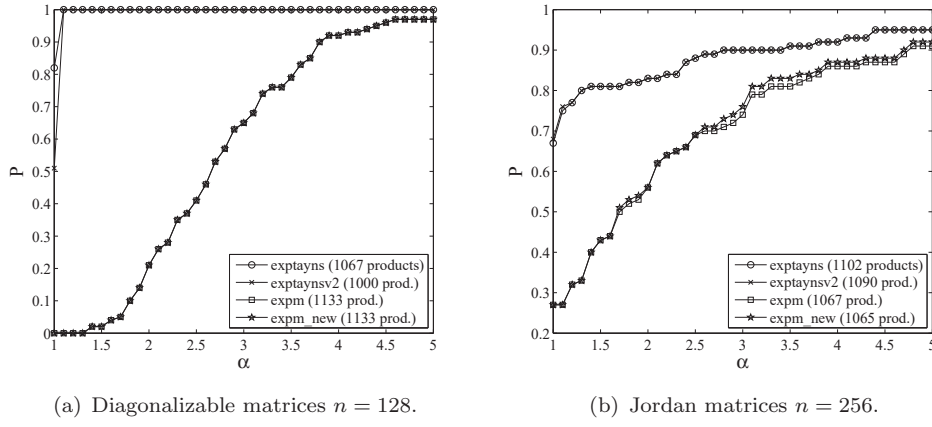 1
0.9
0.8
0.7
0.6
0.5
0.4
0.3
0.2
0.1
0
P
1
1.5
2
2.5
3
3.5
4
4.5
5
α
exptayns (1067 products)
exptaynsv2 (1000 prod.)
expm (1133 prod.)
expm_new (1133 prod.)
(a) Diagonalizable matrices n = 128.
1
0.9
0.8
0.7
0.6
0.5
0.4
0.3
0.2
P
1
1.5
2
2.5
3
3.5
4
4.5
5
α
exptayns (1102 products)
exptaynsv2 (1090 prod.)
expm (1067 prod.)
expm_new (1065 prod.)
(b) Jordan matrices n = 256.